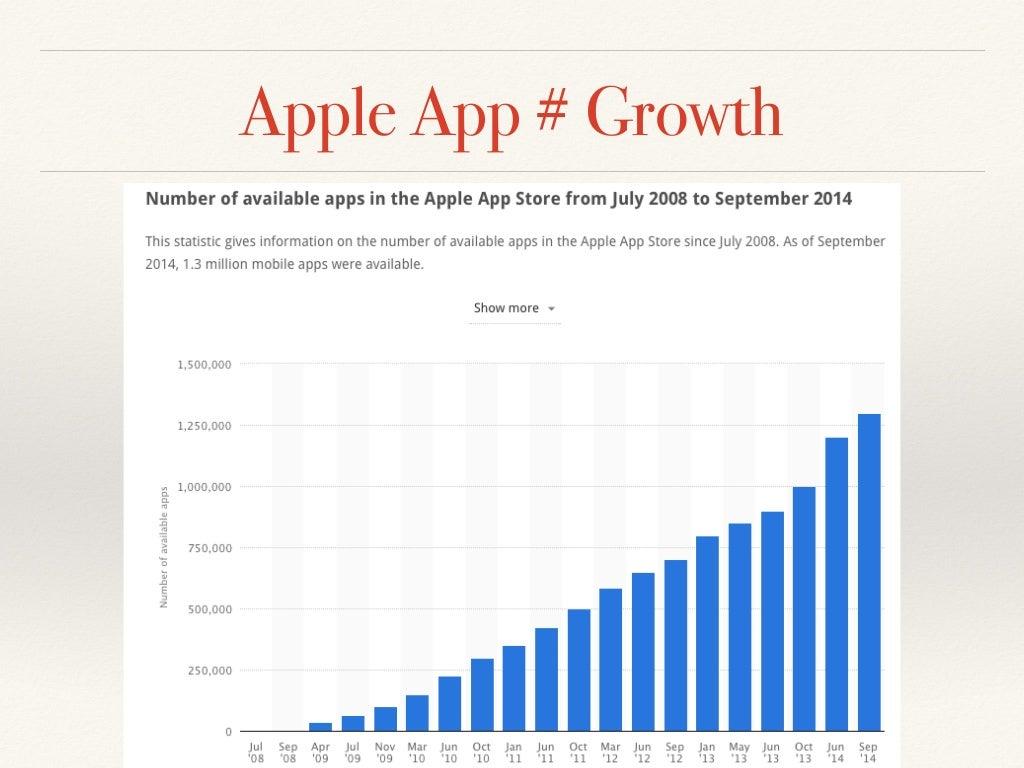 Apple App # Growth
Number of available apps in the Apple App Store from July 2008 to September 2014
This statistic gives information on the number of available apps in the Apple App Store since July 2008. As of September
2014, 1.3 million mobile apps were available.
Show more
Number of available apps
1,500,000
1,250,000
1,000,000
750,000
500,000
250,000
0
Jul '08
Sep '08
Apr '09
Jul '09
Nov '09
Mar '10
Jun '10
Oct '10
Jan '11
Jun '11
Oct '11
Mar '12
Jun '12
Sep '12
Jan '13
May '13
Jun '13
Oct '13
Jun '14
Sep '14